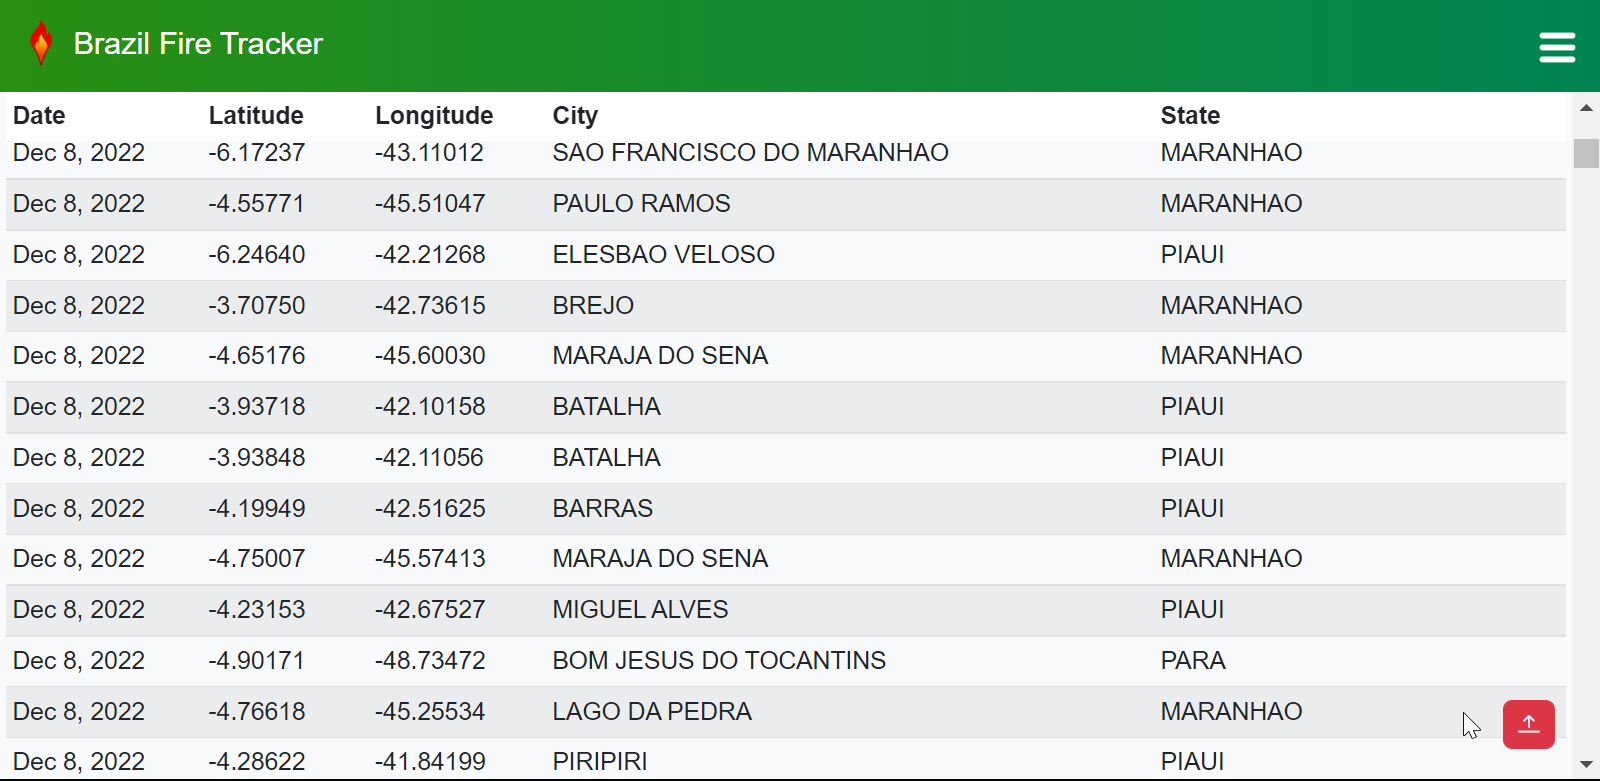 Brazil Fire Tracker
Date Latitude Longitude City State
Dec 8, 2022 -6.17237 -43.11012 SAO FRANCISCO DO MARANHAO MARANHAO
Dec 8, 2022 -4.55771 -45.51047 PAULO RAMOS MARANHAO
Dec 8, 2022 -6.24640 -42.21268 ELESBAO VELOSO PIAUI
Dec 8, 2022 -3.70750 -42.73615 BREJO MARANHAO
Dec 8, 2022 -4.65176 -45.60030 MARAJA DO SENA MARANHAO
Dec 8, 2022 -3.93718 -42.10158 BATALHA PIAUI
Dec 8, 2022 -3.93848 -42.11056 BATALHA PIAUI
Dec 8, 2022 -4.19949 -42.51625 BARRAS PIAUI
Dec 8, 2022 -4.75007 -45.57413 MARAJA DO SENA MARANHAO
Dec 8, 2022 -4.23153 -42.67527 MIGUEL ALVES PIAUI
Dec 8, 2022 -4.90171 -48.73472 BOM JESUS DO TOCANTINS PARA
Dec 8, 2022 -4.76618 -45.25534 LAGO DA PEDRA MARANHAO
Dec 8, 2022 -4.28622 -41.84199 PIRIPIRI PIAUI